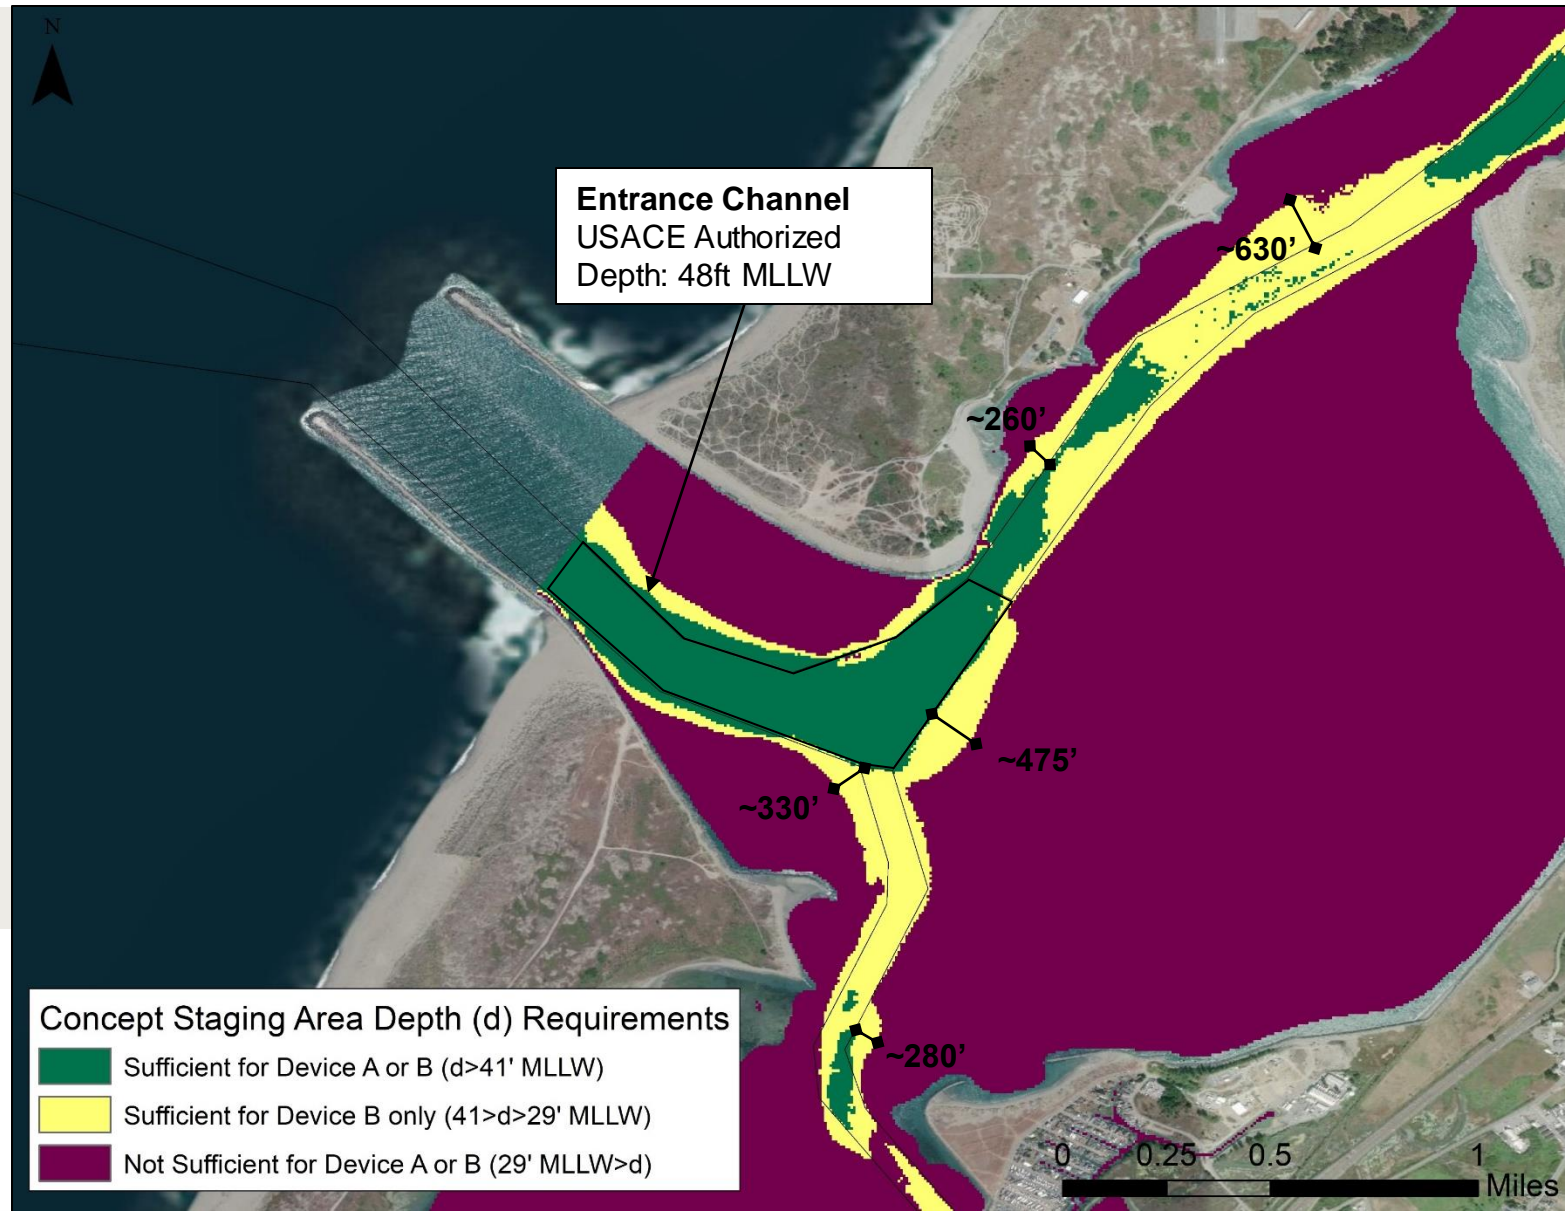 N
Entrance Channel
USACE Authorized
Depth: 48ft MLLW
~630’
~260’
~475’
~330’
~280’
Concept Staging Area Depth (d) Requirements
Sufficient for Device A or B (d>41' MLLW)
Sufficient for Device B only (41>d>29' MLLW)
Not Sufficient for Device A or B (29' MLLW>d)
0 0.25 0.5 1
Miles